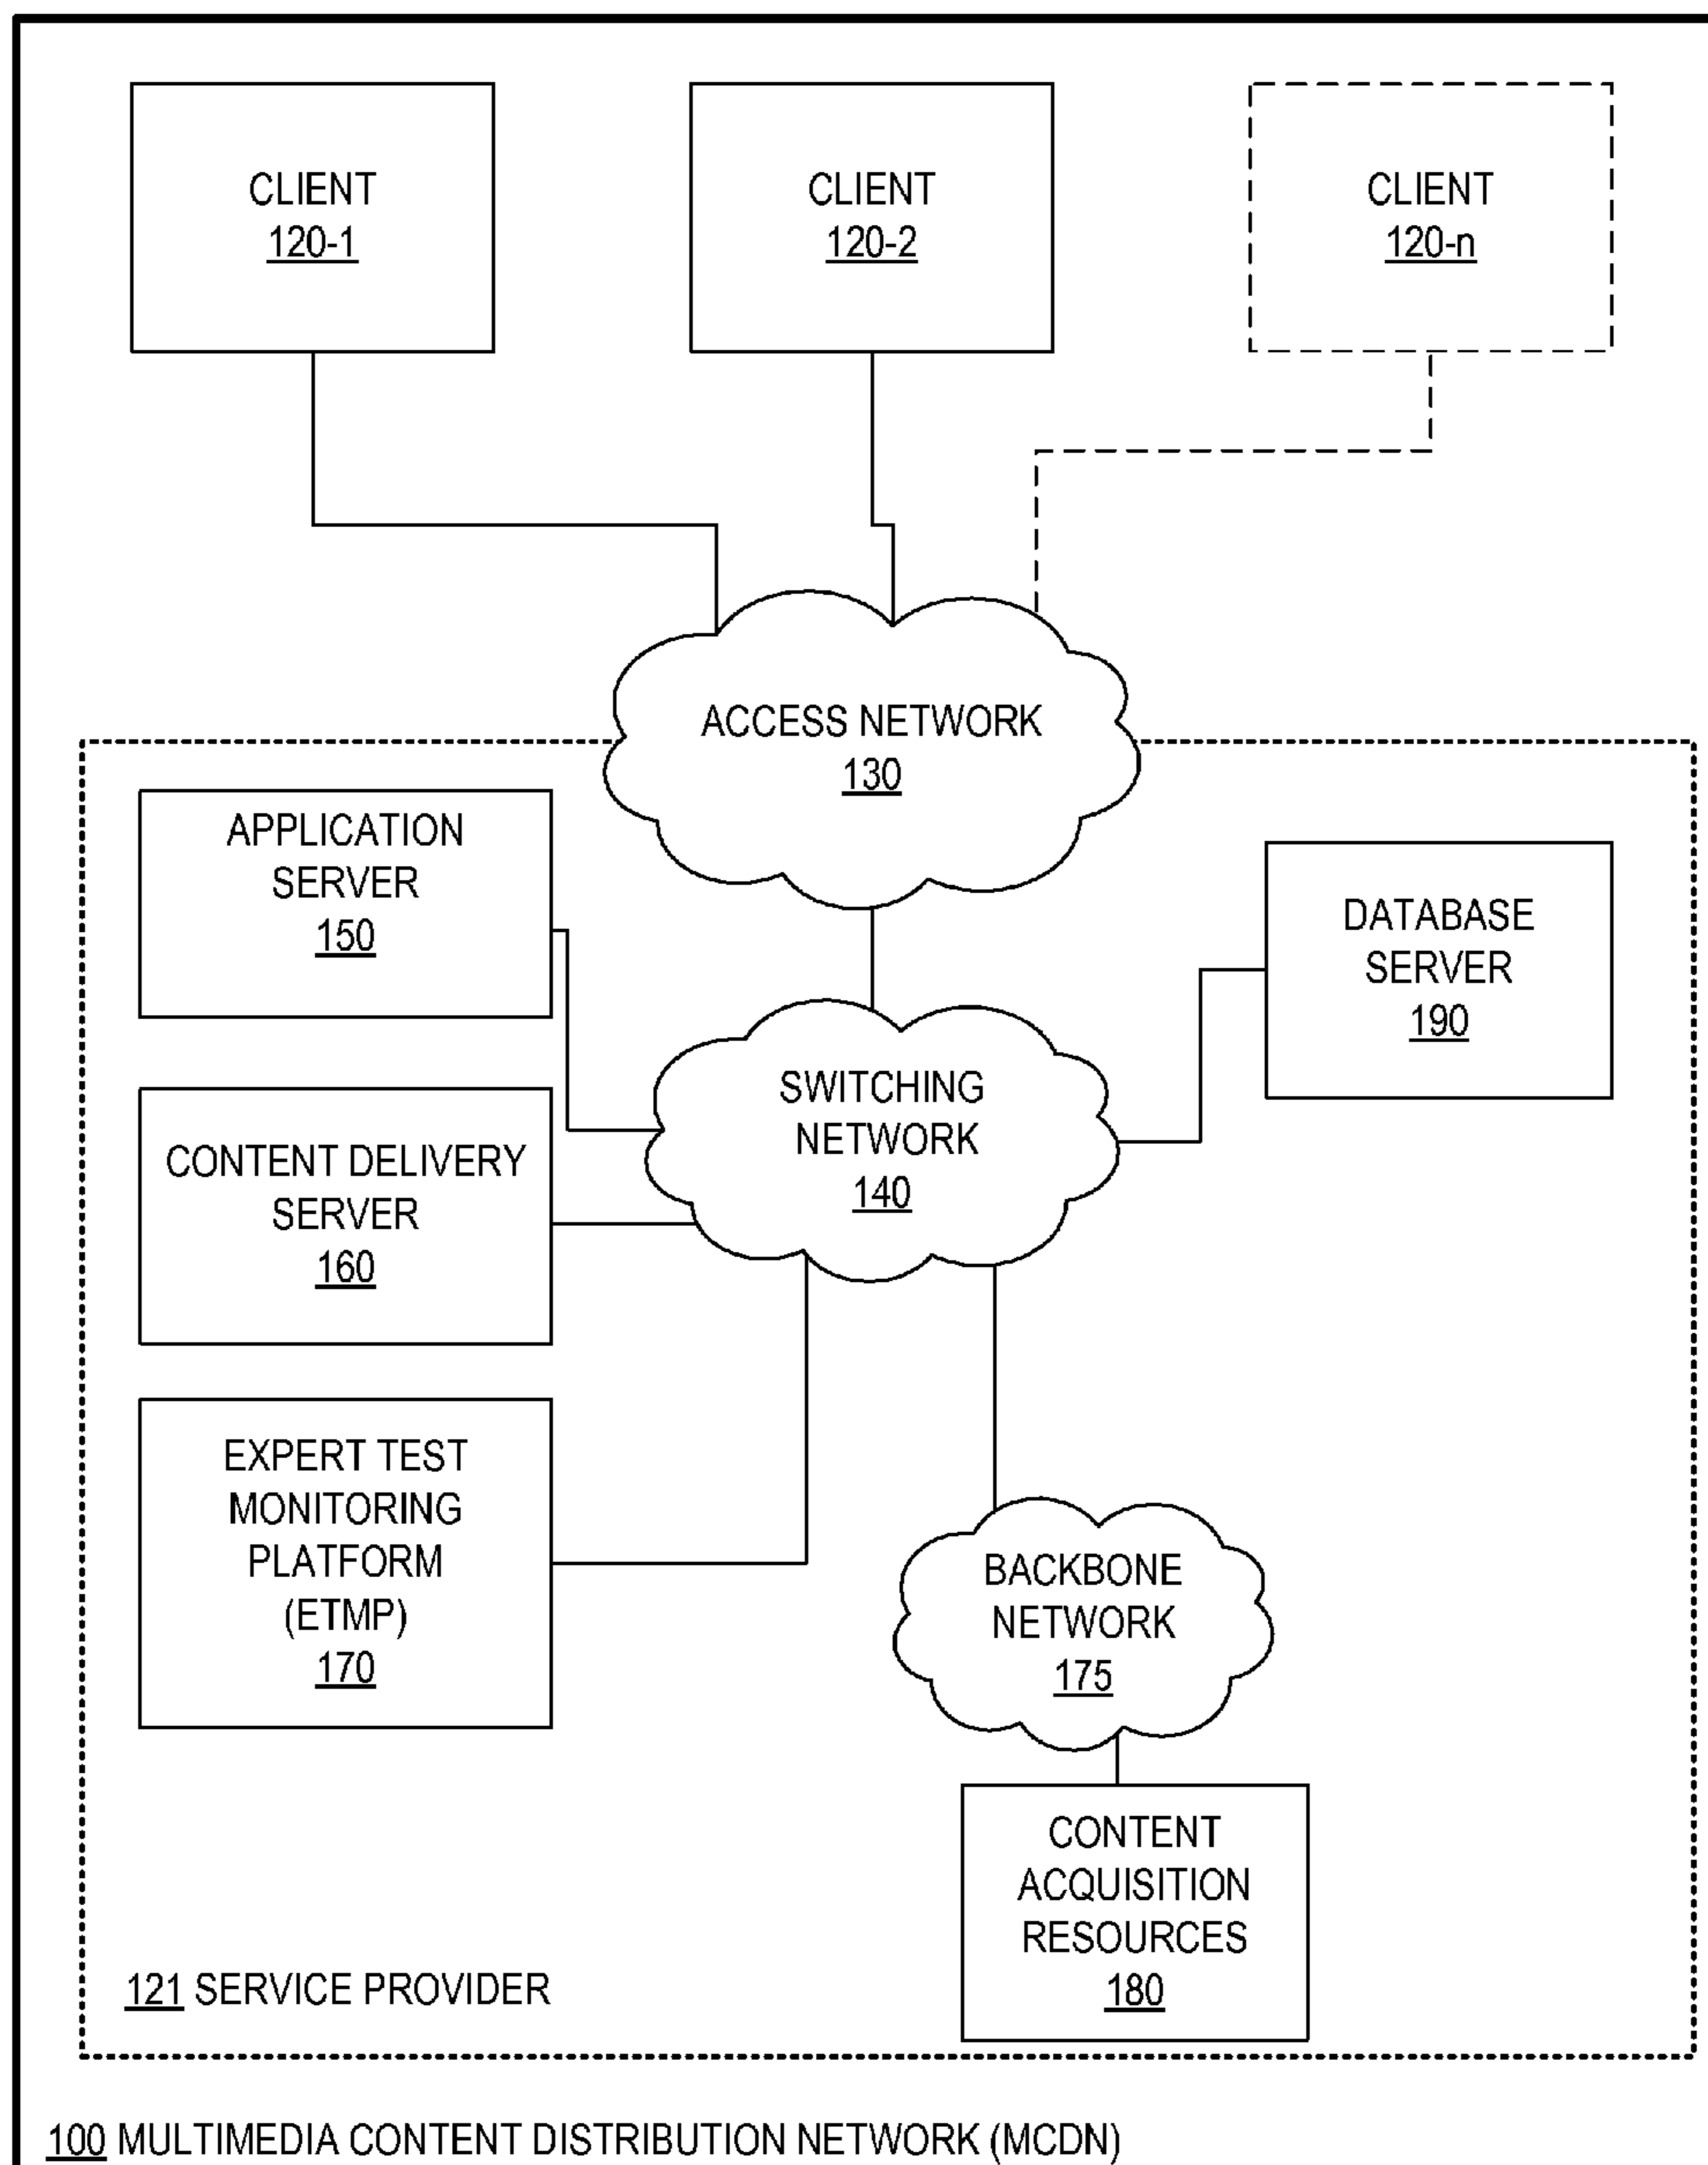 CLIENT
120-1
CLIENT
120-2
CLIENT
120-n
ACCESS NETWORK
130
APPLICATION
SERVER
150
DATABASE
SERVER
190
SWITCHING
NETWORK
140
CONTENT DELIVERY
SERVER
160
EXPERT TEST
MONITORING
PLATFORM
(ETMP)
170
BACKBONE
NETWORK
175
CONTENT
ACQUISITION
RESOURCES
180
121 SERVICE PROVIDER
100 MULTIMEDIA CONTENT DISTRIBUTION NETWORK (MCDN)